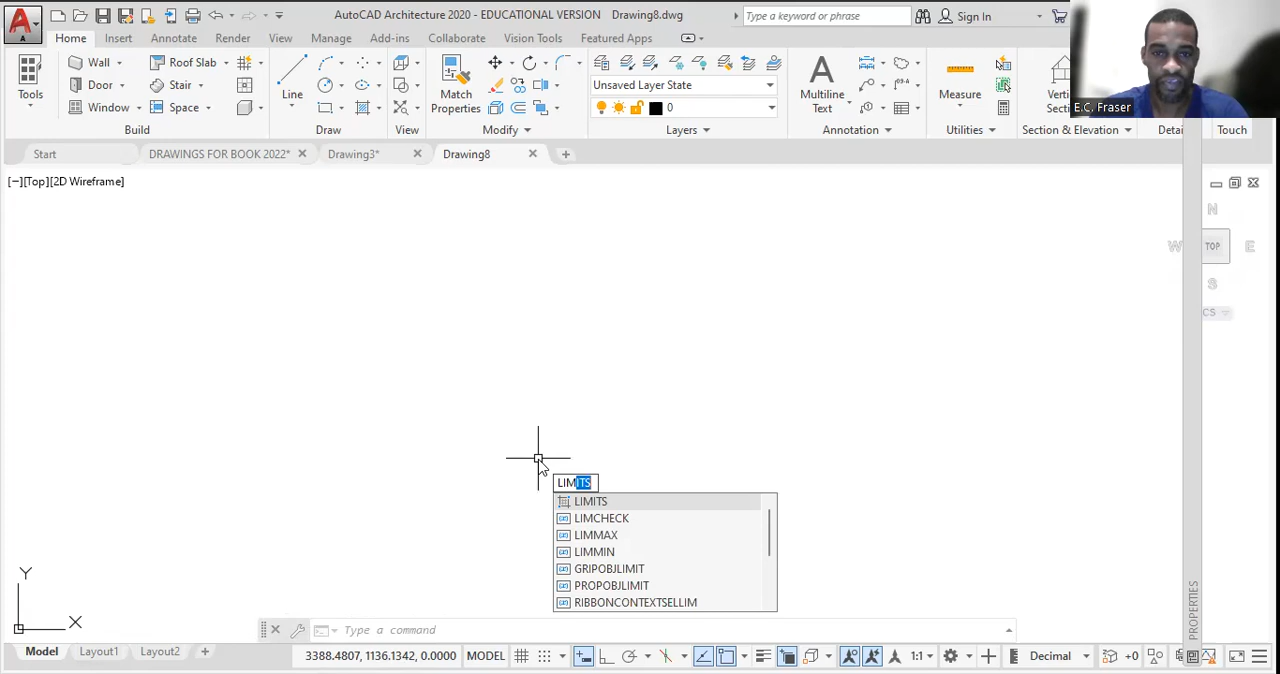 AutoCAD Architecture 2020 - EDUCATIONAL VERSION Drawing8.dwg
Type a keyword or phrase
Sign In
Home Insert Annotate Render View Manage Add-ins Collaborate Vision Tools Featured Apps
Tools
Wall Roof Slab
Door Stair
Window Space
Line
Match
Properties
Unsaved Layer State
0
Multiline
Text
Measure
Build Draw View Modify Layers Annotation Utilities Section & Elevation Touch
E.C. Fraser
Start DRAWINGS FOR BOOK 2022* Drawing3* Drawing8
[−][Top][2D Wireframe]
N
W TOP E
S
LIMITS
LIMITS
LIMCHECK
LIMMAX
LIMMIN
GRIPOBJLIMIT
PROPOBJLIMIT
RIBBONCONTEXTSELLIM
Y
X
PROPERTIES
Type a command
Model Layout1 Layout2 +
3388.4807, 1136.1342, 0.0000 MODEL 1:1 Decimal +0